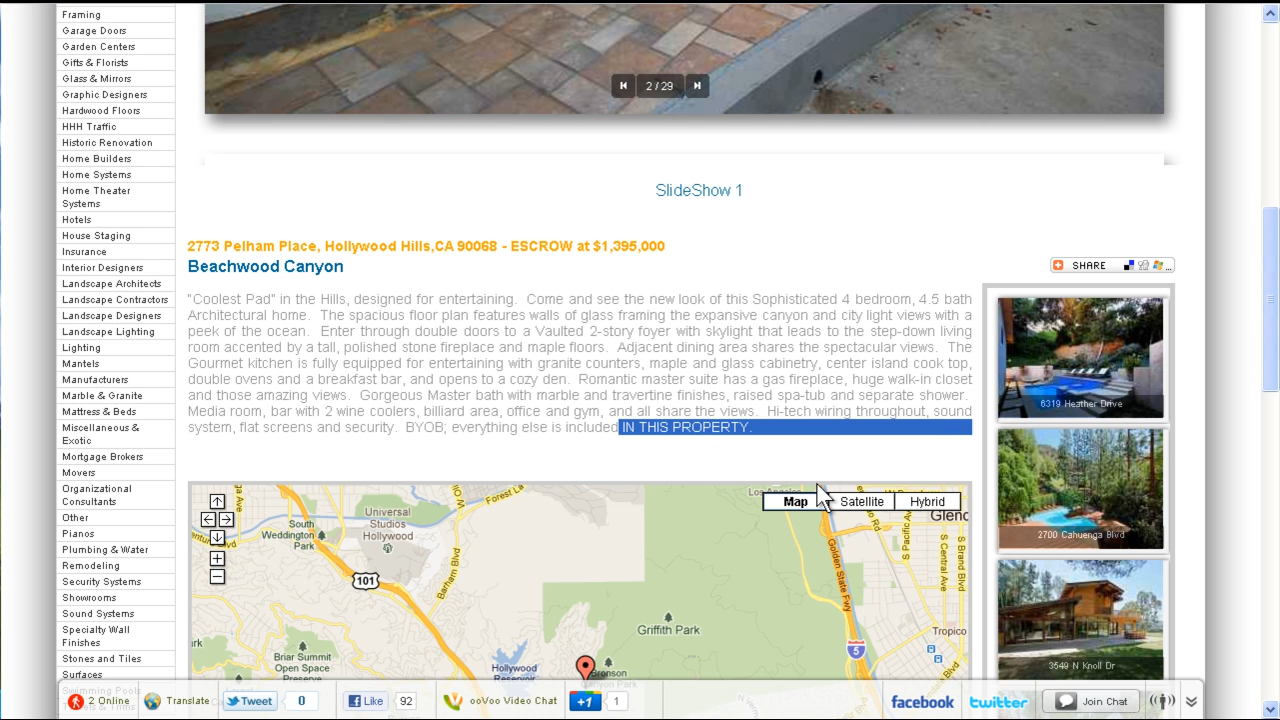 Framing
Garage Doors
Garden Centers
Gifts & Florists
Glass & Mirrors
Graphic Designers
Hardwood Floors
HHH Traffic
Historic Renovation
Home Builders
Home Systems
Home Theater
Systems
Hotels
House Staging
Insurance
Interior Designers
Landscape Architects
Landscape Contractors
Landscape Designers
Landscape Lighting
Lighting
Mantels
Manufacturers
Marble & Granite
Mattress & Beds
Miscellaneous &
Exotic
Mortgage Brokers
Movers
Organizational
Consultants
Other
Pianos
Plumbing & Water
Remodeling
Security Systems
Showrooms
Sound Systems
Specialty Wall
Finishes
Stones and Tiles
Surfaces
Swimming Pools
2 / 29
SlideShow 1
2773 Pelham Place, Hollywood Hills,CA 90068 - ESCROW at $1,395,000
Beachwood Canyon
SHARE
"Coolest Pad" in the Hills, designed for entertaining. Come and see the new look of this Sophisticated 4 bedroom, 4.5 bath
Architectural home. The spacious floor plan features walls of glass framing the expansive canyon and city light views with a
peek of the ocean. Enter through double doors to a Vaulted 2-story foyer with skylight that leads to the step-down living
room accented by a tall, polished stone fireplace and maple floors. Adjacent dining area shares the spectacular views. The
Gourmet kitchen is fully equipped for entertaining with granite counters, maple and glass cabinetry, center island cook top,
double ovens and a breakfast bar, and opens to a cozy den. Romantic master suite has a gas fireplace, huge walk-in closet
and those amazing views. Gorgeous Master bath with marble and travertine finishes, raised spa-tub and separate shower.
Media room, bar with 2 wine coolers, billiard area, office and gym, and all share the views. Hi-tech wiring throughout, sound
system, flat screens and security. BYOB; everything else is included IN THIS PROPERTY.
6319 Heather Drive
2700 Cahuenga Blvd
3549 N Knoll Dr
Map
Satellite
Hybrid
Los Angeles
Forest La
Universal
Studios
Hollywood
South
Weddington
Park
101
Barham Blvd
Golden State Fwy
S Pacific Av
S Central Ave
S Brand Blvd
Glend
Griffith Park
5
Tropico
Briar Summit
Open Space
Preserve
Hollywood
Reservoir
Bronson
Canyon Park
2 Online
Translate
Tweet
0
Like
92
ooVoo Video Chat
+1
1
facebook
twitter
Join Chat